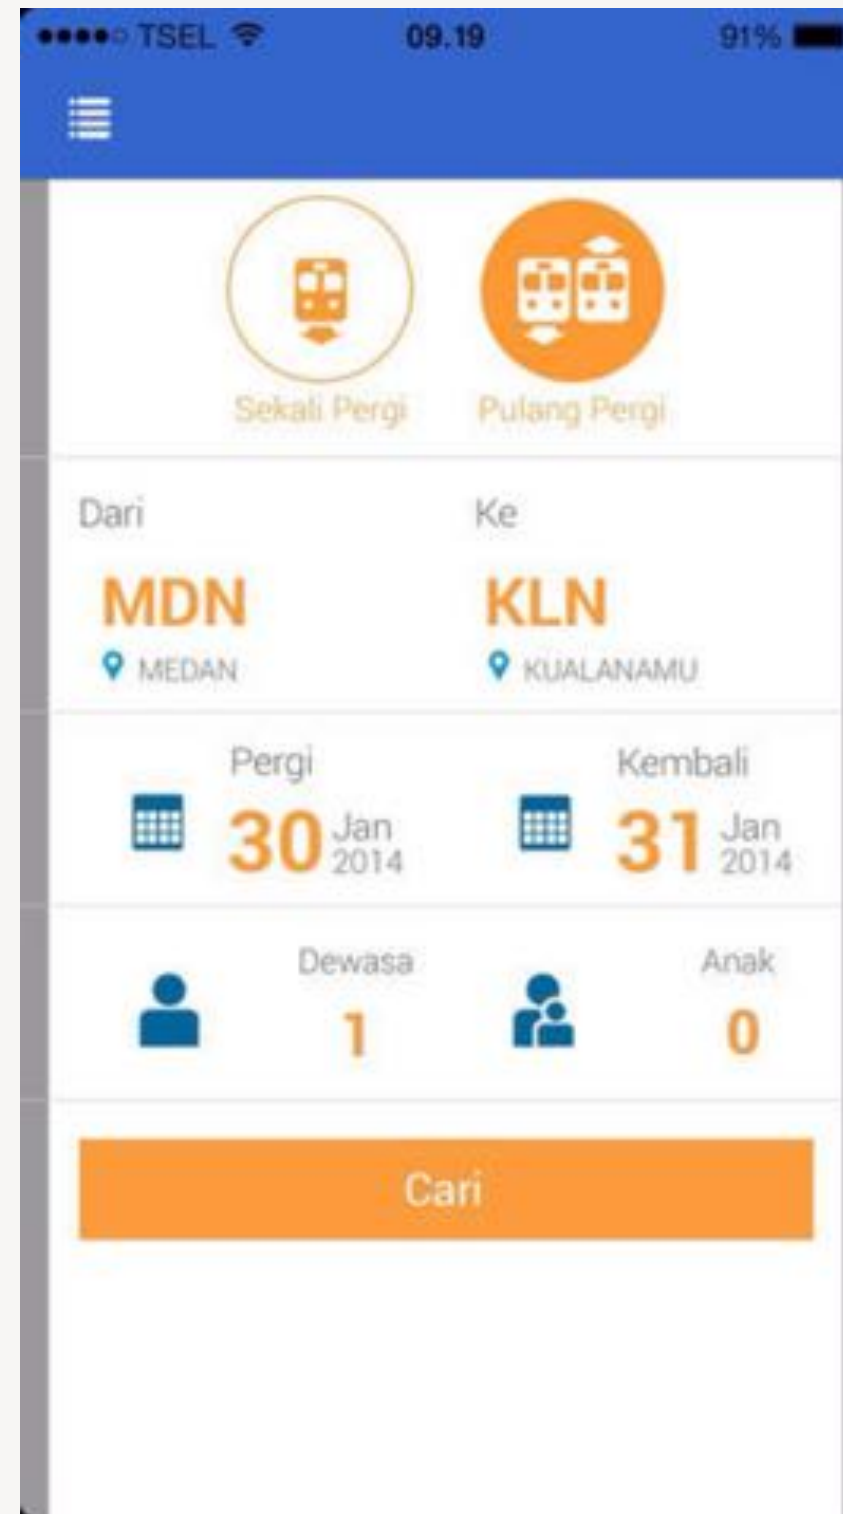 TSEL 09.19 91%
Sekali Pergi Pulang Pergi
Dari Ke
MDN KLN
MEDAN KUALANAMU
Pergi Kembali
30 Jan 2014 31 Jan 2014
Dewasa Anak
1 0
Cari